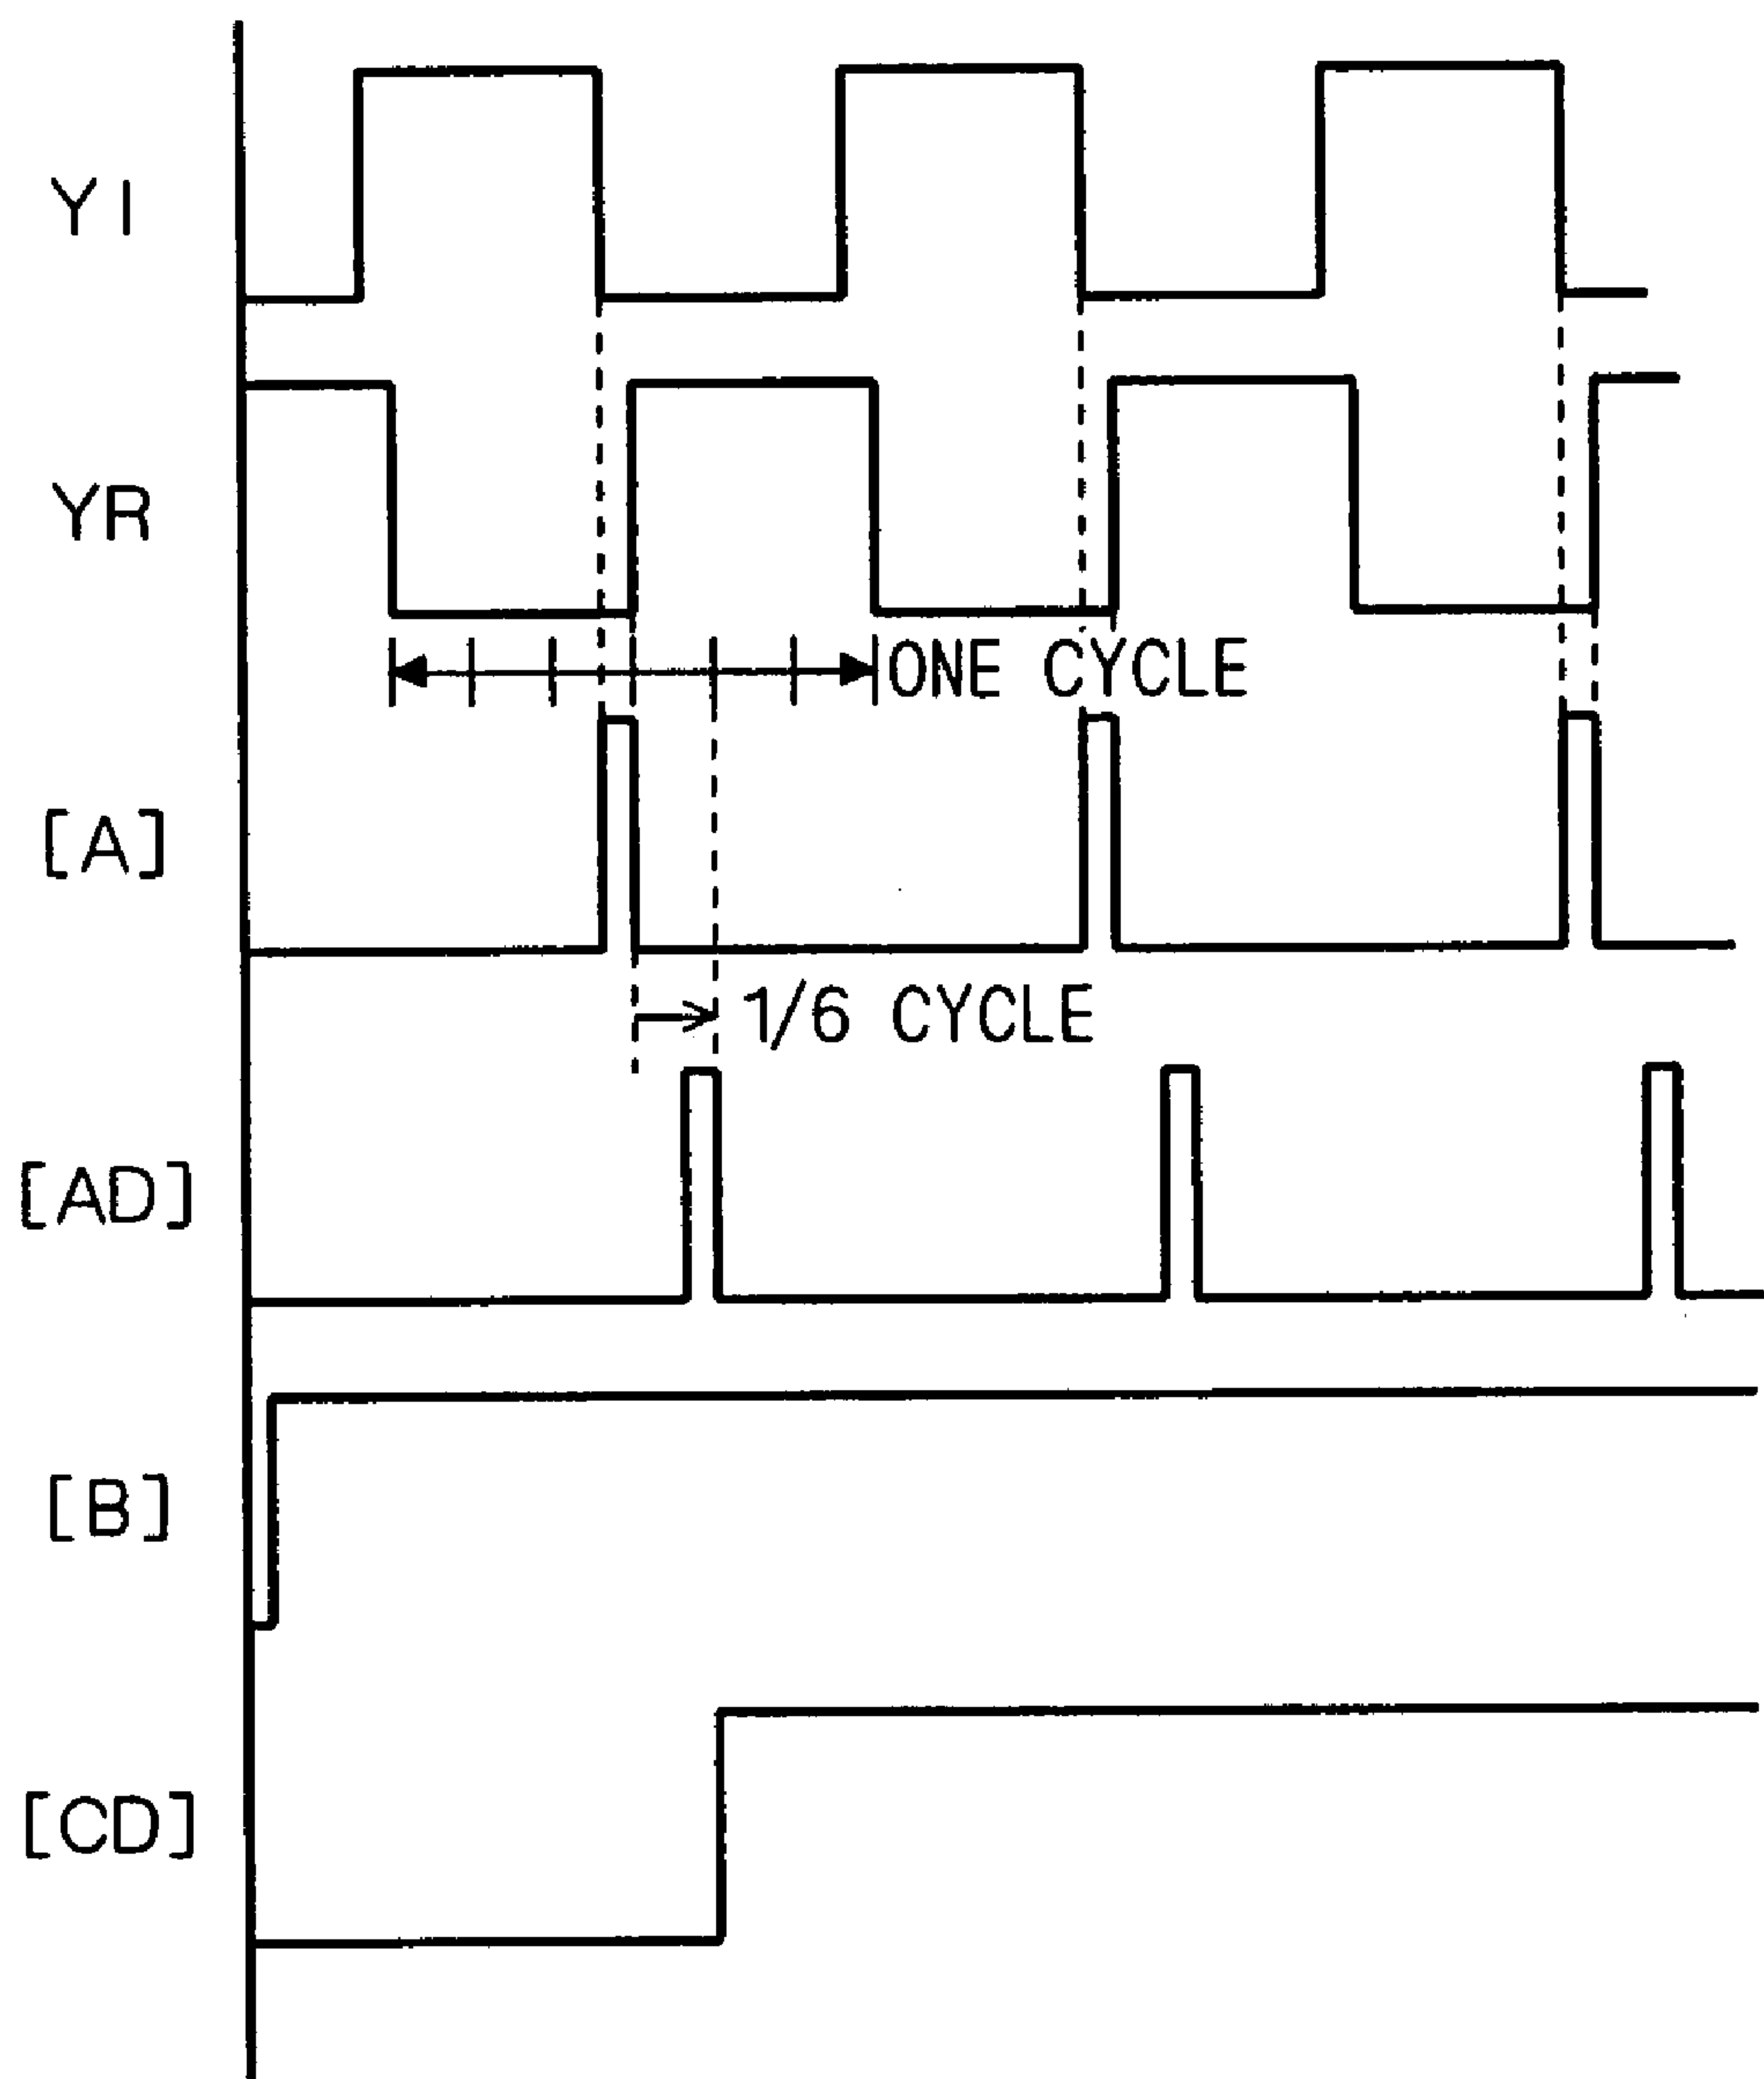 YI
YR
ONE CYCLE
[A]
1/6 CYCLE
[AD]
[B]
[CD]